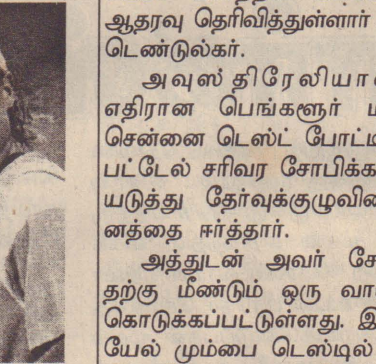 ஆதரவு தெரிவித்துள்ளார்
டெண்டுல்கர்.
அவுஸ்திரேலியா
எதிரான பெங்களூர்
சென்னை டெஸ்ட் போட்டி
பட்டேல் சரிவர சோபிக்க
யடுத்து தேர்வுக்குழுவி
னத்தை ஈர்த்தார்.
அத்துடன் அவர் சே
தற்கு மீண்டும் ஒரு வா
கொடுக்கப்பட்டுள்ளது. இ
யேல் மும்பை டெஸ்டில்